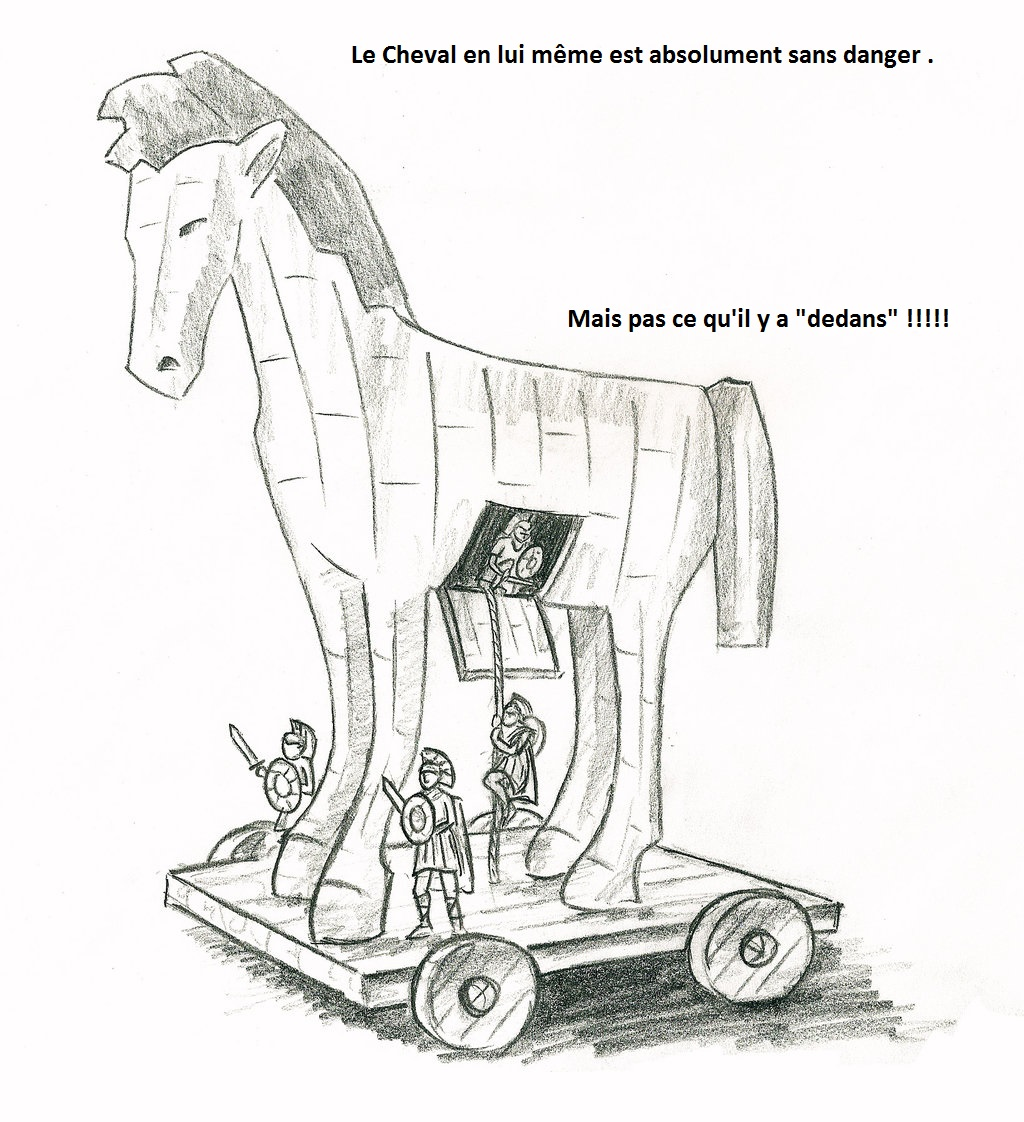 Le Cheval en lui même est absolument sans danger .
Mais pas ce qu'il y a "dedans" !!!!!